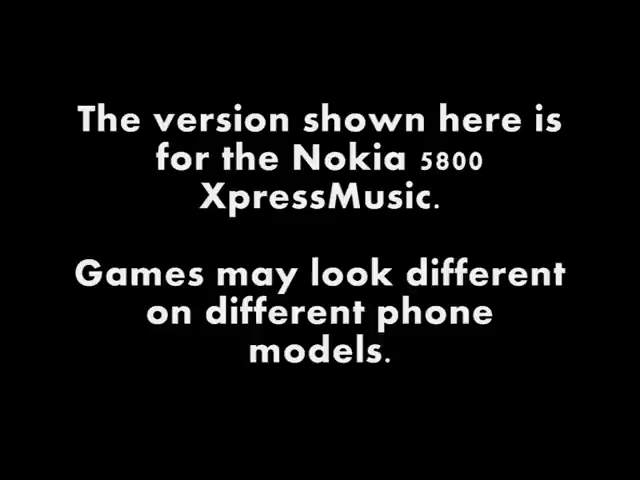 The version shown here is
for the Nokia 5800
XpressMusic.
Games may look different
on different phone
models.